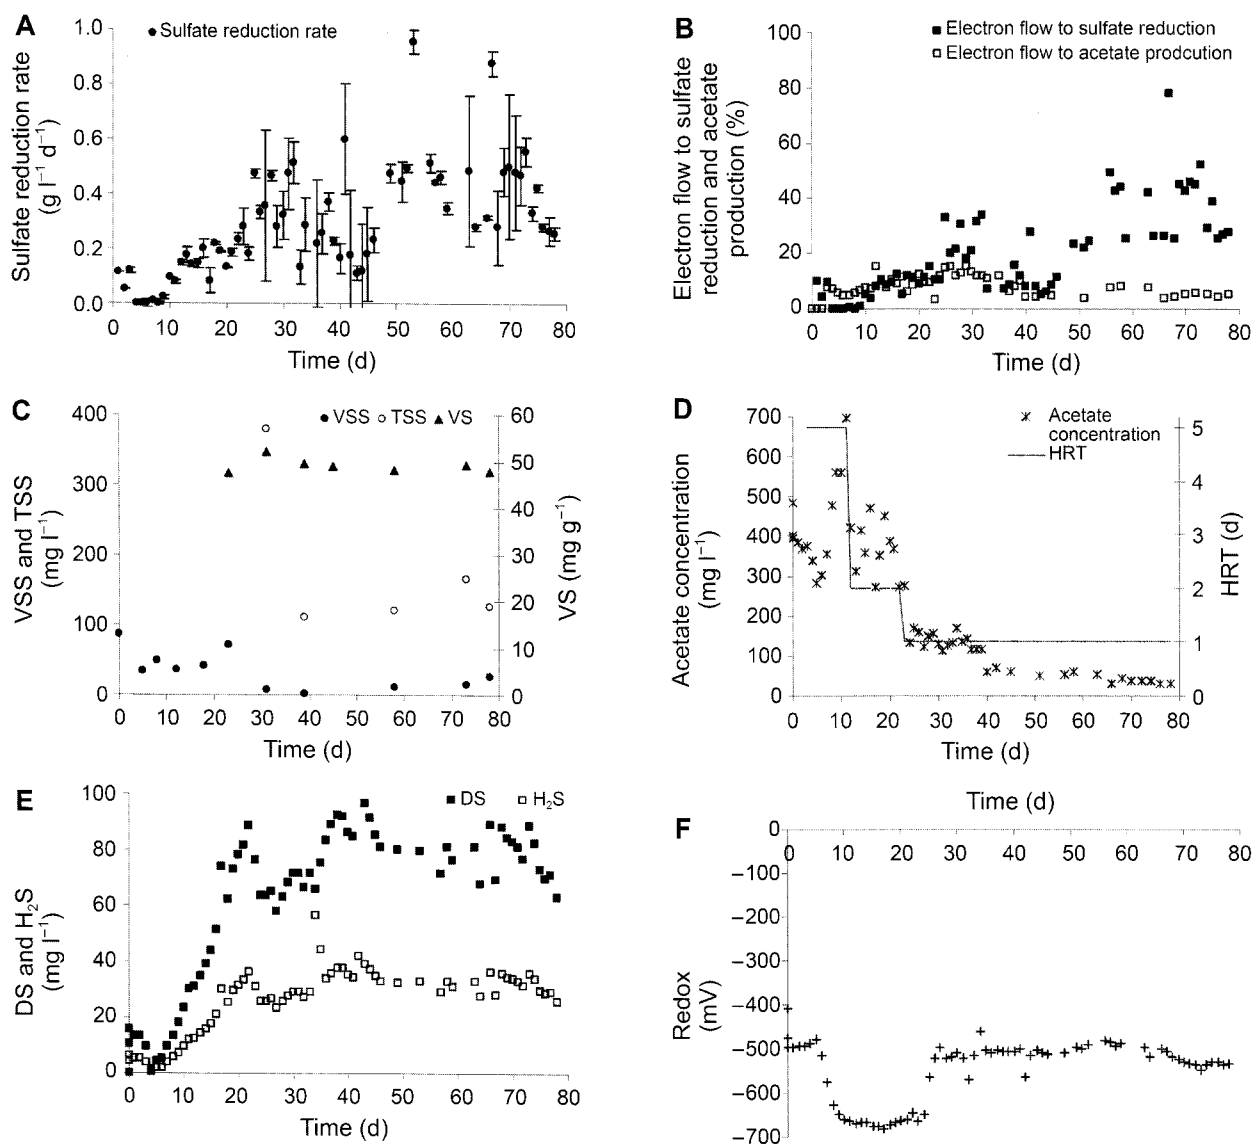 A
Sulfate reduction rate
Sulfate reduction rate
(g l⁻¹ d⁻¹)
1.0
0.8
0.6
0.4
0.2
0.0
0 10 20 30 40 50 60 70 80
Time (d)
B
Electron flow to sulfate reduction
Electron flow to acetate prodcution
Electron flow to sulfate
reduction and acetate
production (%)
100
80
60
40
20
0
0 10 20 30 40 50 60 70 80
Time (d)
C
VSS TSS VS
VSS and TSS
(mg l⁻¹)
400
300
200
100
0
VS (mg g⁻¹)
60
50
40
30
20
10
0
0 10 20 30 40 50 60 70 80
Time (d)
D
Acetate
concentration
HRT
Acetate concentration
(mg l⁻¹)
700
600
500
400
300
200
100
0
HRT (d)
5
4
3
2
1
0
0 10 20 30 40 50 60 70 80
Time (d)
E
DS H₂S
DS and H₂S
(mg l⁻¹)
100
80
60
40
20
0
0 10 20 30 40 50 60 70 80
Time (d)
F
Time (d)
0 10 20 30 40 50 60 70 80
Redox
(mV)
0
−100
−200
−300
−400
−500
−600
−700